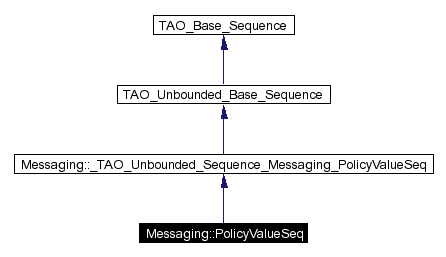 TAO_Base_Sequence
TAO_Unbounded_Base_Sequence
Messaging::_TAO_Unbounded_Sequence_Messaging_PolicyValueSeq
Messaging::PolicyValueSeq